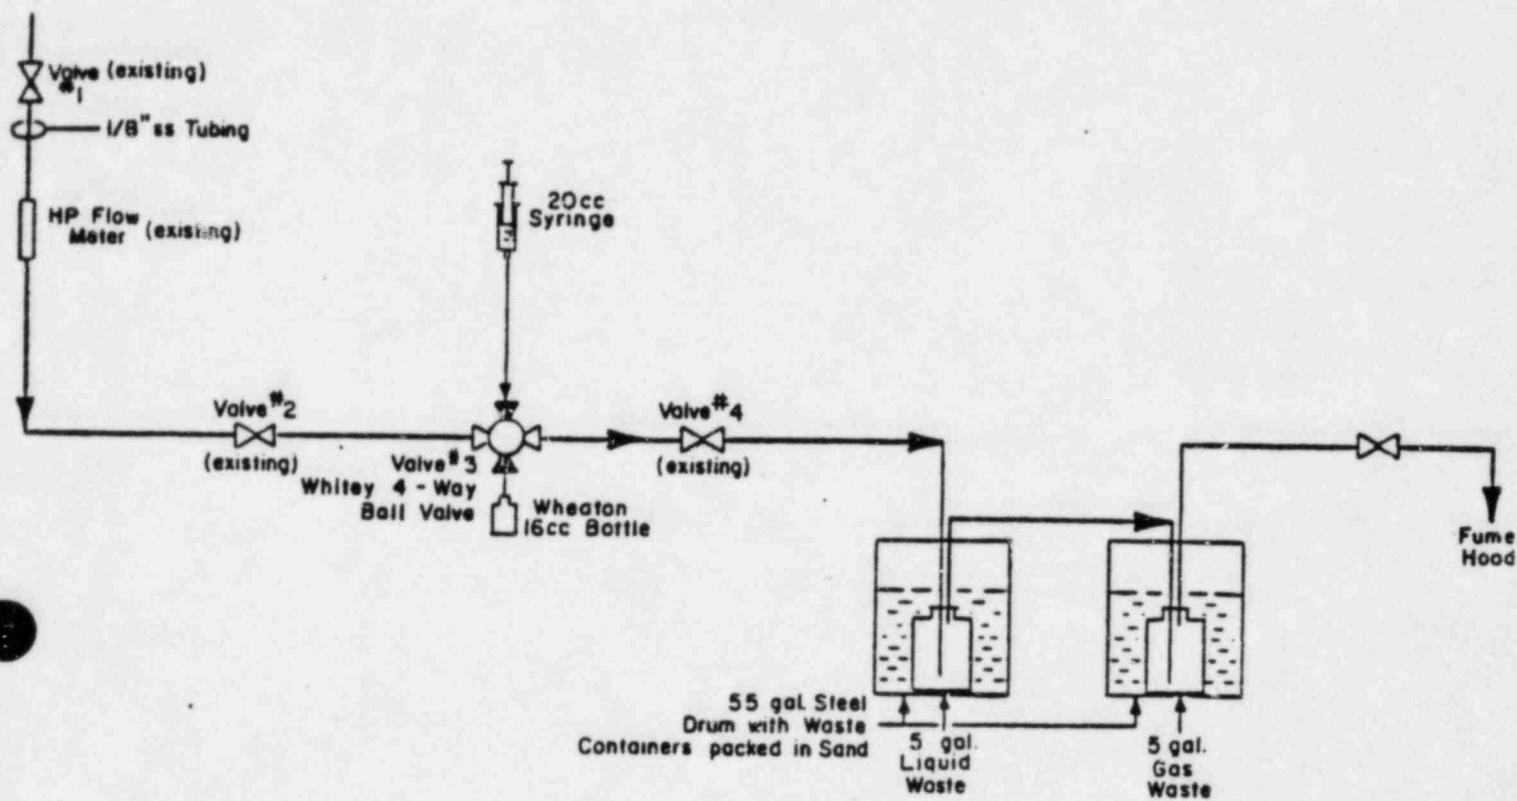 Valve (existing)
#1
1/8" ss Tubing
HP Flow
Meter (existing)
20cc
Syringe
Valve #2
(existing)
Valve #3
Whitey 4 - Way
Ball Valve
Wheaton
16cc Bottle
Valve #4
(existing)
Fume
Hood
55 gal. Steel
Drum with Waste
Containers packed in Sand
5 gal.
Liquid
Waste
5 gal.
Gas
Waste